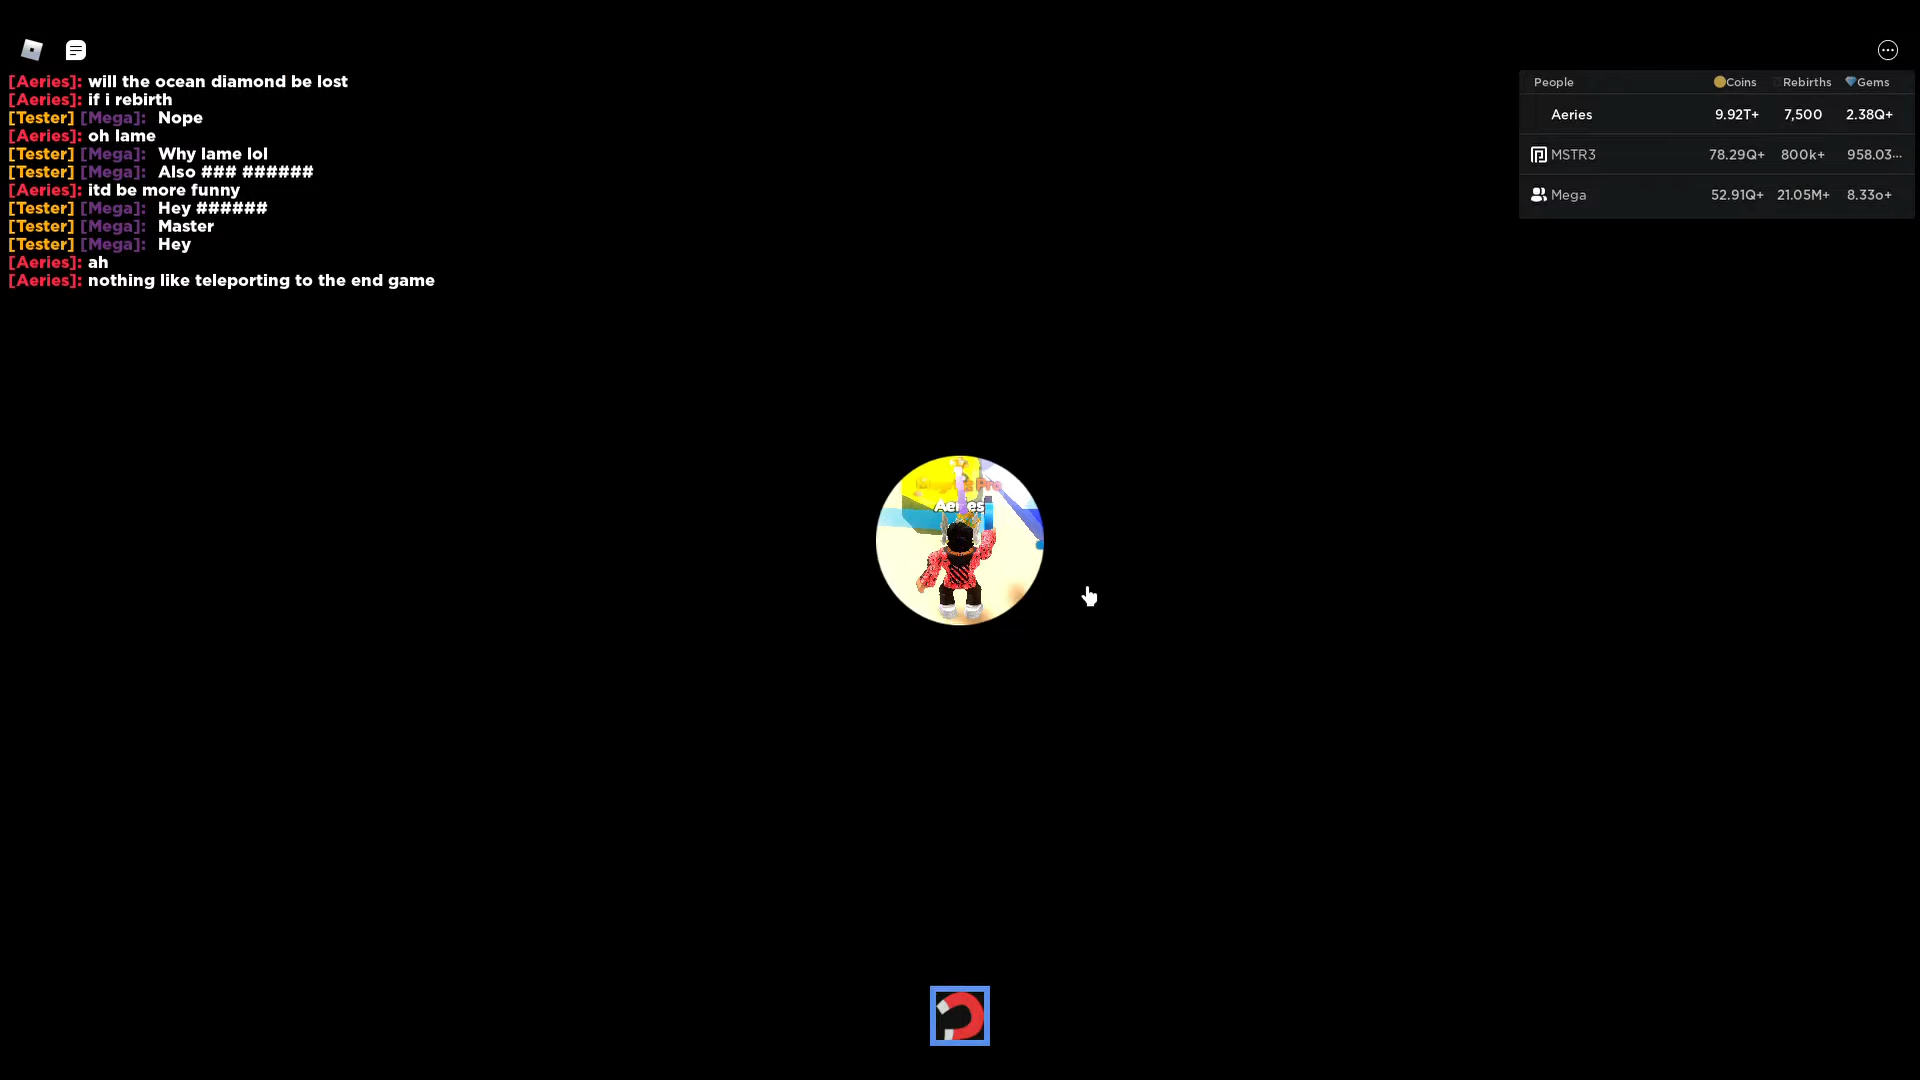 [Aeries]: will the ocean diamond be lost
[Aeries]: if i rebirth
[Tester] [Mega]: Nope
[Aeries]: oh lame
[Tester] [Mega]: Why lame lol
[Tester] [Mega]: Also ### ######
[Aeries]: itd be more funny
[Tester] [Mega]: Hey ######
[Tester] [Mega]: Master
[Tester] [Mega]: Hey
[Aeries]: ah
[Aeries]: nothing like teleporting to the end game
People Coins Rebirths Gems
Aeries 9.92T+ 7,500 2.38Q+
MSTR3 78.29Q+ 800k+ 958.03...
Mega 52.91Q+ 21.05M+ 8.33o+
Pro
Aeries